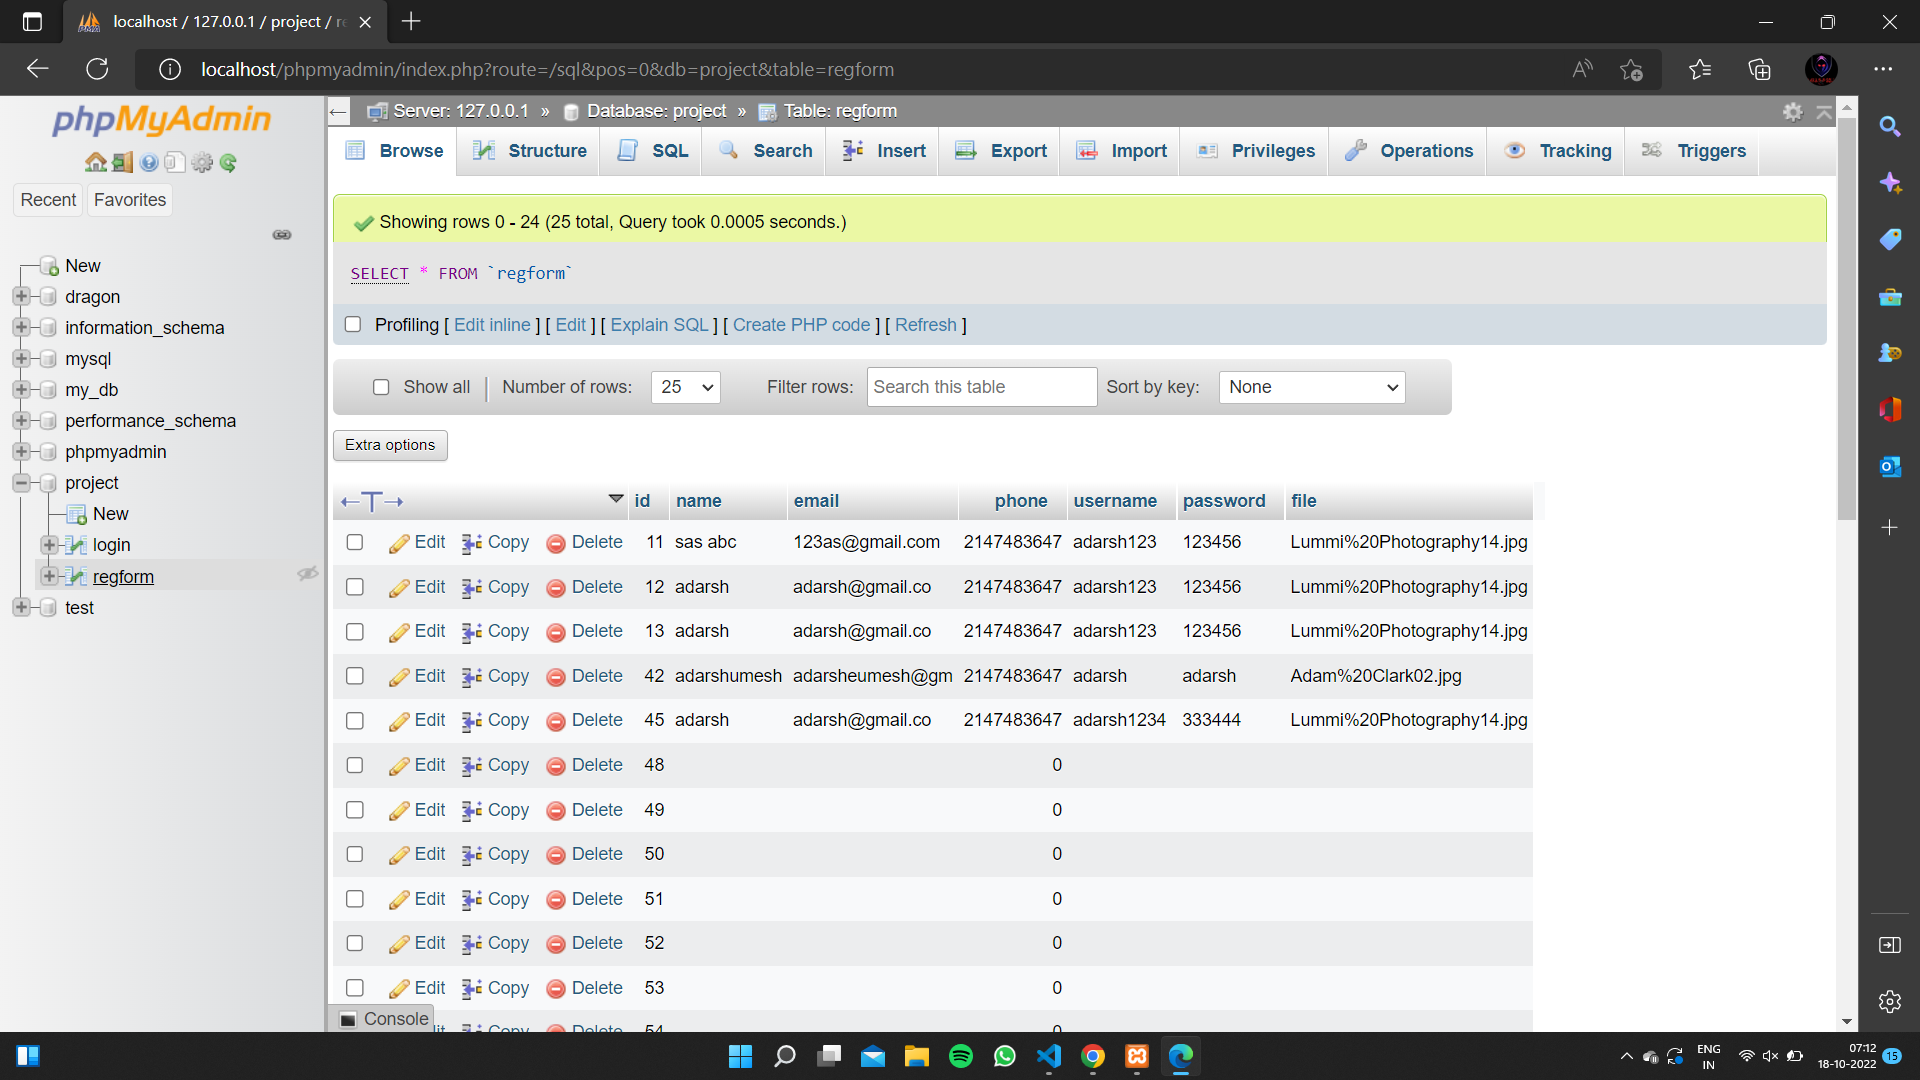 localhost / 127.0.0.1 / project / re
localhost/phpmyadmin/index.php?route=/sql&pos=0&db=project&table=regform
phpMyAdmin
Recent Favorites
New
dragon
information_schema
mysql
my_db
performance_schema
phpmyadmin
project
New
login
regform
test
Server: 127.0.0.1 » Database: project » Table: regform
Browse Structure SQL Search Insert Export Import Privileges Operations Tracking Triggers
Showing rows 0 - 24 (25 total, Query took 0.0005 seconds.)
SELECT * FROM `regform`
Profiling [ Edit inline ] [ Edit ] [ Explain SQL ] [ Create PHP code ] [ Refresh ]
Show all | Number of rows: 25 Filter rows: Search this table Sort by key: None
Extra options
←T→ id name email phone username password file
Edit Copy Delete 11 sas abc 123as@gmail.com 2147483647 adarsh123 123456 Lummi%20Photography14.jpg
Edit Copy Delete 12 adarsh adarsh@gmail.co 2147483647 adarsh123 123456 Lummi%20Photography14.jpg
Edit Copy Delete 13 adarsh adarsh@gmail.co 2147483647 adarsh123 123456 Lummi%20Photography14.jpg
Edit Copy Delete 42 adarshumesh adarsheumesh@gm 2147483647 adarsh adarsh Adam%20Clark02.jpg
Edit Copy Delete 45 adarsh adarsh@gmail.co 2147483647 adarsh1234 333444 Lummi%20Photography14.jpg
Edit Copy Delete 48 0
Edit Copy Delete 49 0
Edit Copy Delete 50 0
Edit Copy Delete 51 0
Edit Copy Delete 52 0
Edit Copy Delete 53 0
Copy Delete 54 0
Console
ENG
IN
07:12
18-10-2022
15